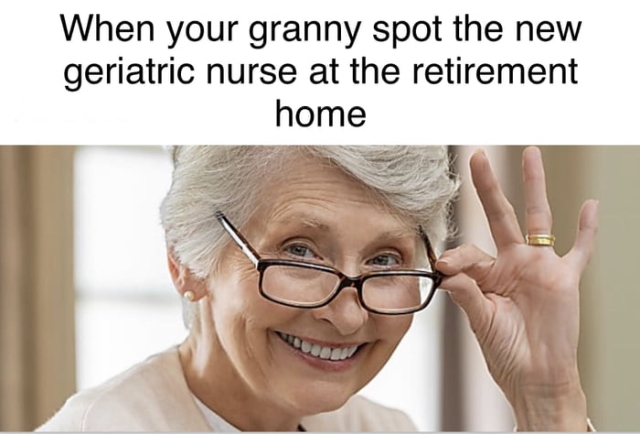 When your granny spot the new
geriatric nurse at the retirement
home